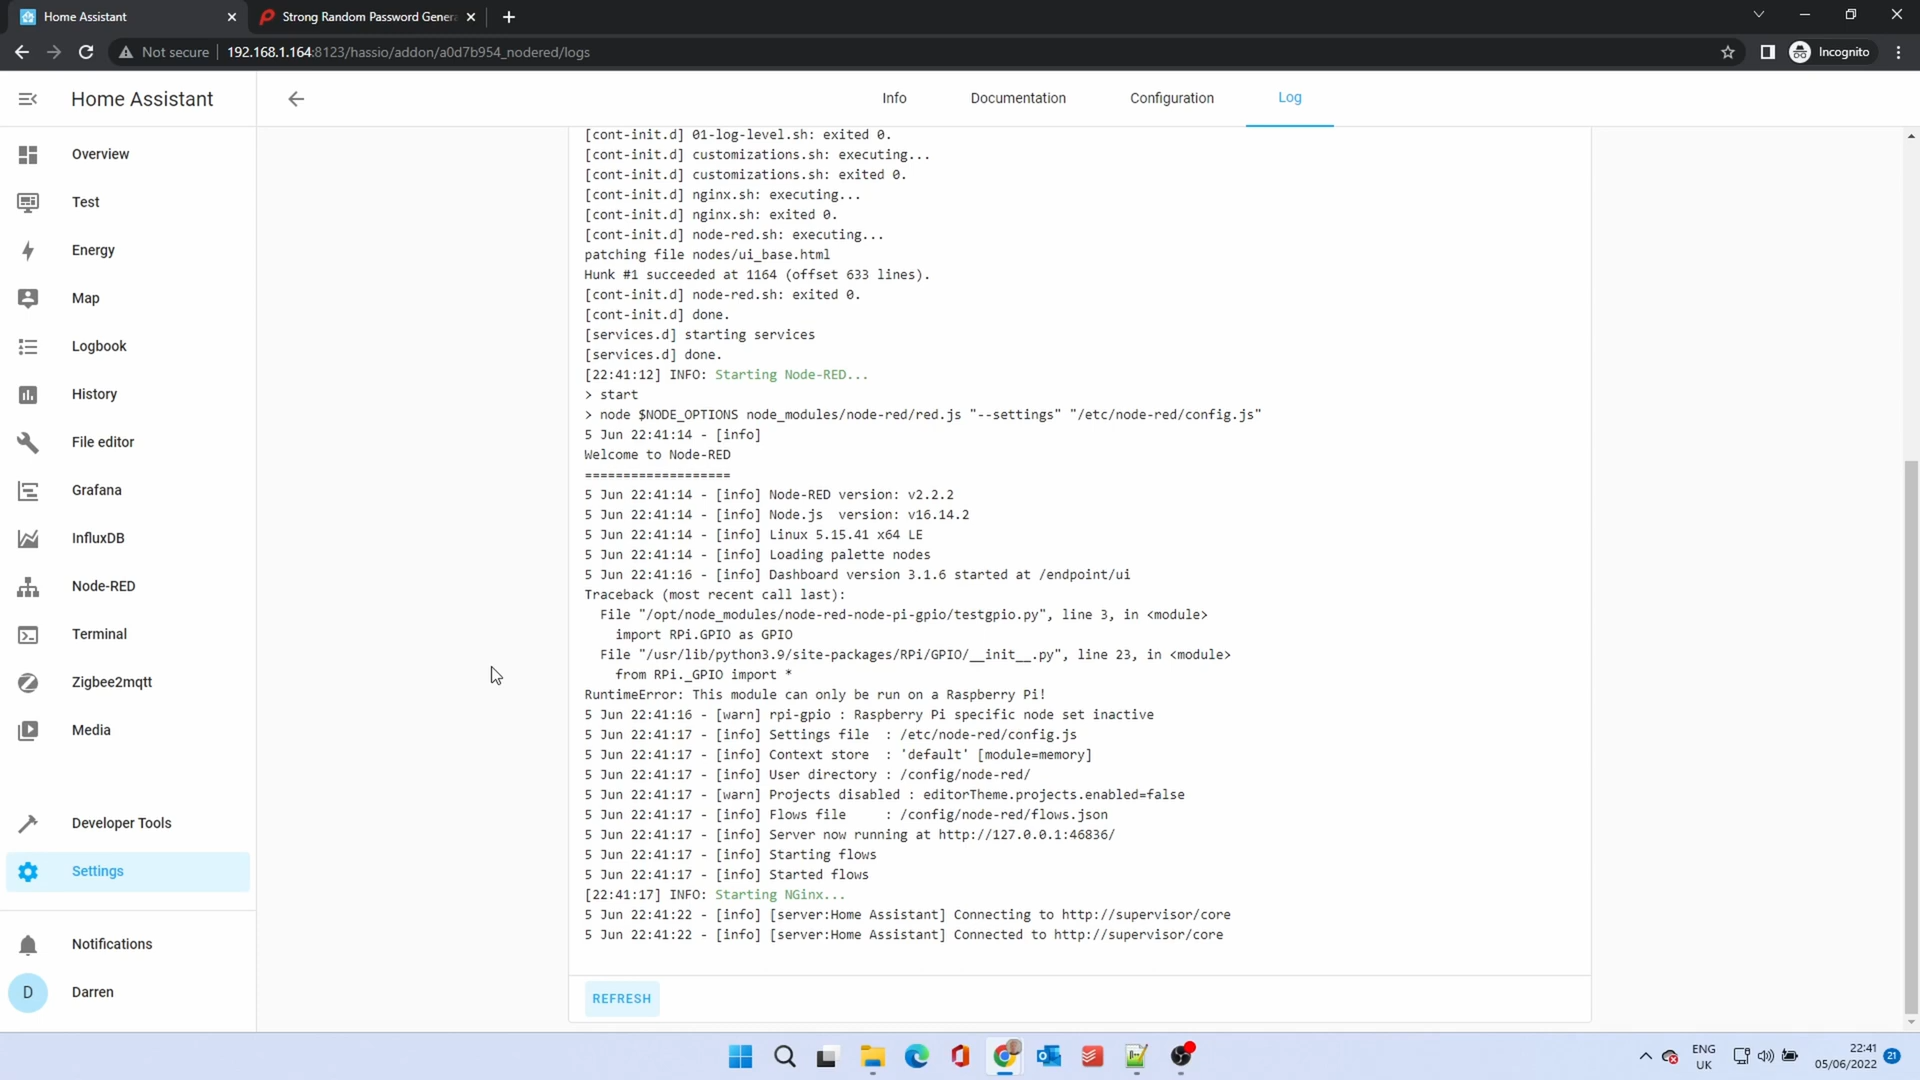 Home Assistant
Strong Random Password Genera
Not secure
192.168.1.164:8123/hassio/addon/a0d7b954_nodered/logs
Incognito
Home Assistant
Info
Documentation
Configuration
Log
Overview
Test
Energy
Map
Logbook
History
File editor
Grafana
InfluxDB
Node-RED
Terminal
Zigbee2mqtt
Media
Developer Tools
Settings
Notifications
D
Darren
[cont-init.d] 01-log-level.sh: exited 0.
[cont-init.d] customizations.sh: executing...
[cont-init.d] customizations.sh: exited 0.
[cont-init.d] nginx.sh: executing...
[cont-init.d] nginx.sh: exited 0.
[cont-init.d] node-red.sh: executing...
patching file nodes/ui_base.html
Hunk #1 succeeded at 1164 (offset 633 lines).
[cont-init.d] node-red.sh: exited 0.
[cont-init.d] done.
[services.d] starting services
[services.d] done.
[22:41:12] INFO: Starting Node-RED...
> start
> node $NODE_OPTIONS node_modules/node-red/red.js "--settings" "/etc/node-red/config.js"
5 Jun 22:41:14 - [info]
Welcome to Node-RED
===================
5 Jun 22:41:14 - [info] Node-RED version: v2.2.2
5 Jun 22:41:14 - [info] Node.js  version: v16.14.2
5 Jun 22:41:14 - [info] Linux 5.15.41 x64 LE
5 Jun 22:41:14 - [info] Loading palette nodes
5 Jun 22:41:16 - [info] Dashboard version 3.1.6 started at /endpoint/ui
Traceback (most recent call last):
File "/opt/node_modules/node-red-node-pi-gpio/testgpio.py", line 3, in <module>
import RPi.GPIO as GPIO
File "/usr/lib/python3.9/site-packages/RPi/GPIO/__init__.py", line 23, in <module>
from RPi._GPIO import *
RuntimeError: This module can only be run on a Raspberry Pi!
5 Jun 22:41:16 - [warn] rpi-gpio : Raspberry Pi specific node set inactive
5 Jun 22:41:17 - [info] Settings file  : /etc/node-red/config.js
5 Jun 22:41:17 - [info] Context store  : 'default' [module=memory]
5 Jun 22:41:17 - [info] User directory : /config/node-red/
5 Jun 22:41:17 - [warn] Projects disabled : editorTheme.projects.enabled=false
5 Jun 22:41:17 - [info] Flows file     : /config/node-red/flows.json
5 Jun 22:41:17 - [info] Server now running at http://127.0.0.1:46836/
5 Jun 22:41:17 - [info] Starting flows
5 Jun 22:41:17 - [info] Started flows
[22:41:17] INFO: Starting NGinx...
5 Jun 22:41:22 - [info] [server:Home Assistant] Connecting to http://supervisor/core
5 Jun 22:41:22 - [info] [server:Home Assistant] Connected to http://supervisor/core
REFRESH
ENG
UK
22:41
05/06/2022
21